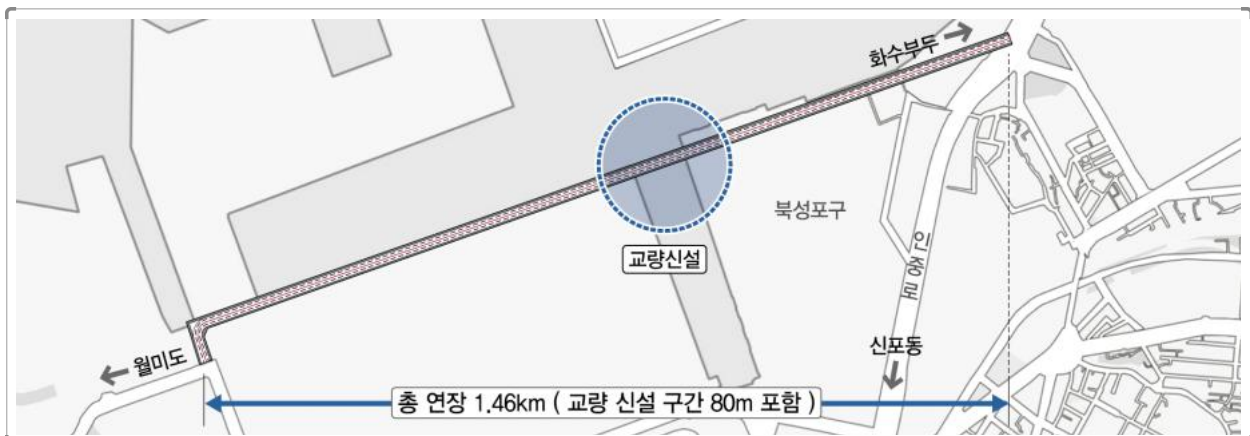 화수부두
북성포구
교량신설
인중로
월미도
신포동
총 연장 1.46km ( 교량 신설 구간 80m 포함 )